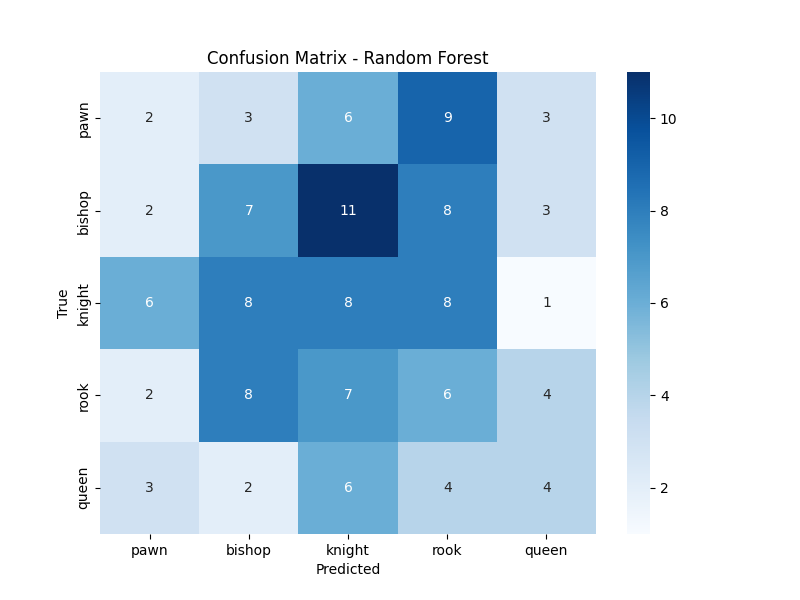 Confusion Matrix - Random Forest
pawn 2 3 6 9 3
bishop 2 7 11 8 3
knight 6 8 8 8 1
rook 2 8 7 6 4
queen 3 2 6 4 4
True
pawn bishop knight rook queen
Predicted
10
8
6
4
2